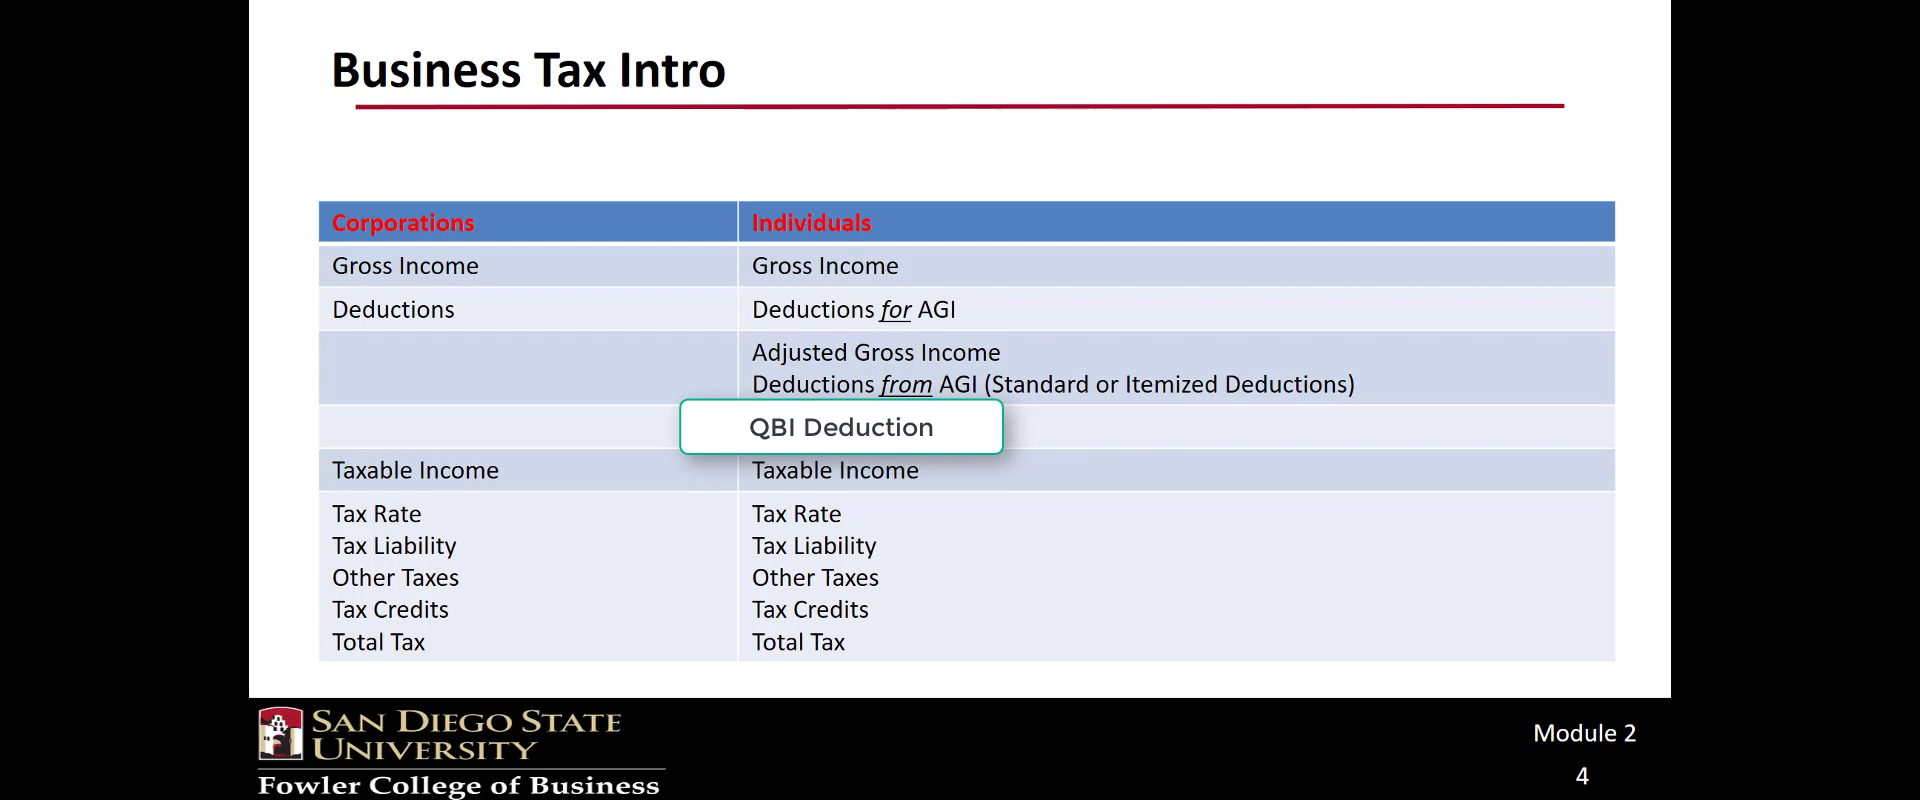 Business Tax Intro
Corporations
Individuals
Gross Income
Gross Income
Deductions
Deductions for AGI
Adjusted Gross Income
Deductions from AGI (Standard or Itemized Deductions)
QBI Deduction
Taxable Income
Taxable Income
Tax Rate
Tax Liability
Other Taxes
Tax Credits
Total Tax
Tax Rate
Tax Liability
Other Taxes
Tax Credits
Total Tax
SAN DIEGO STATE
UNIVERSITY
Fowler College of Business
Module 2
4